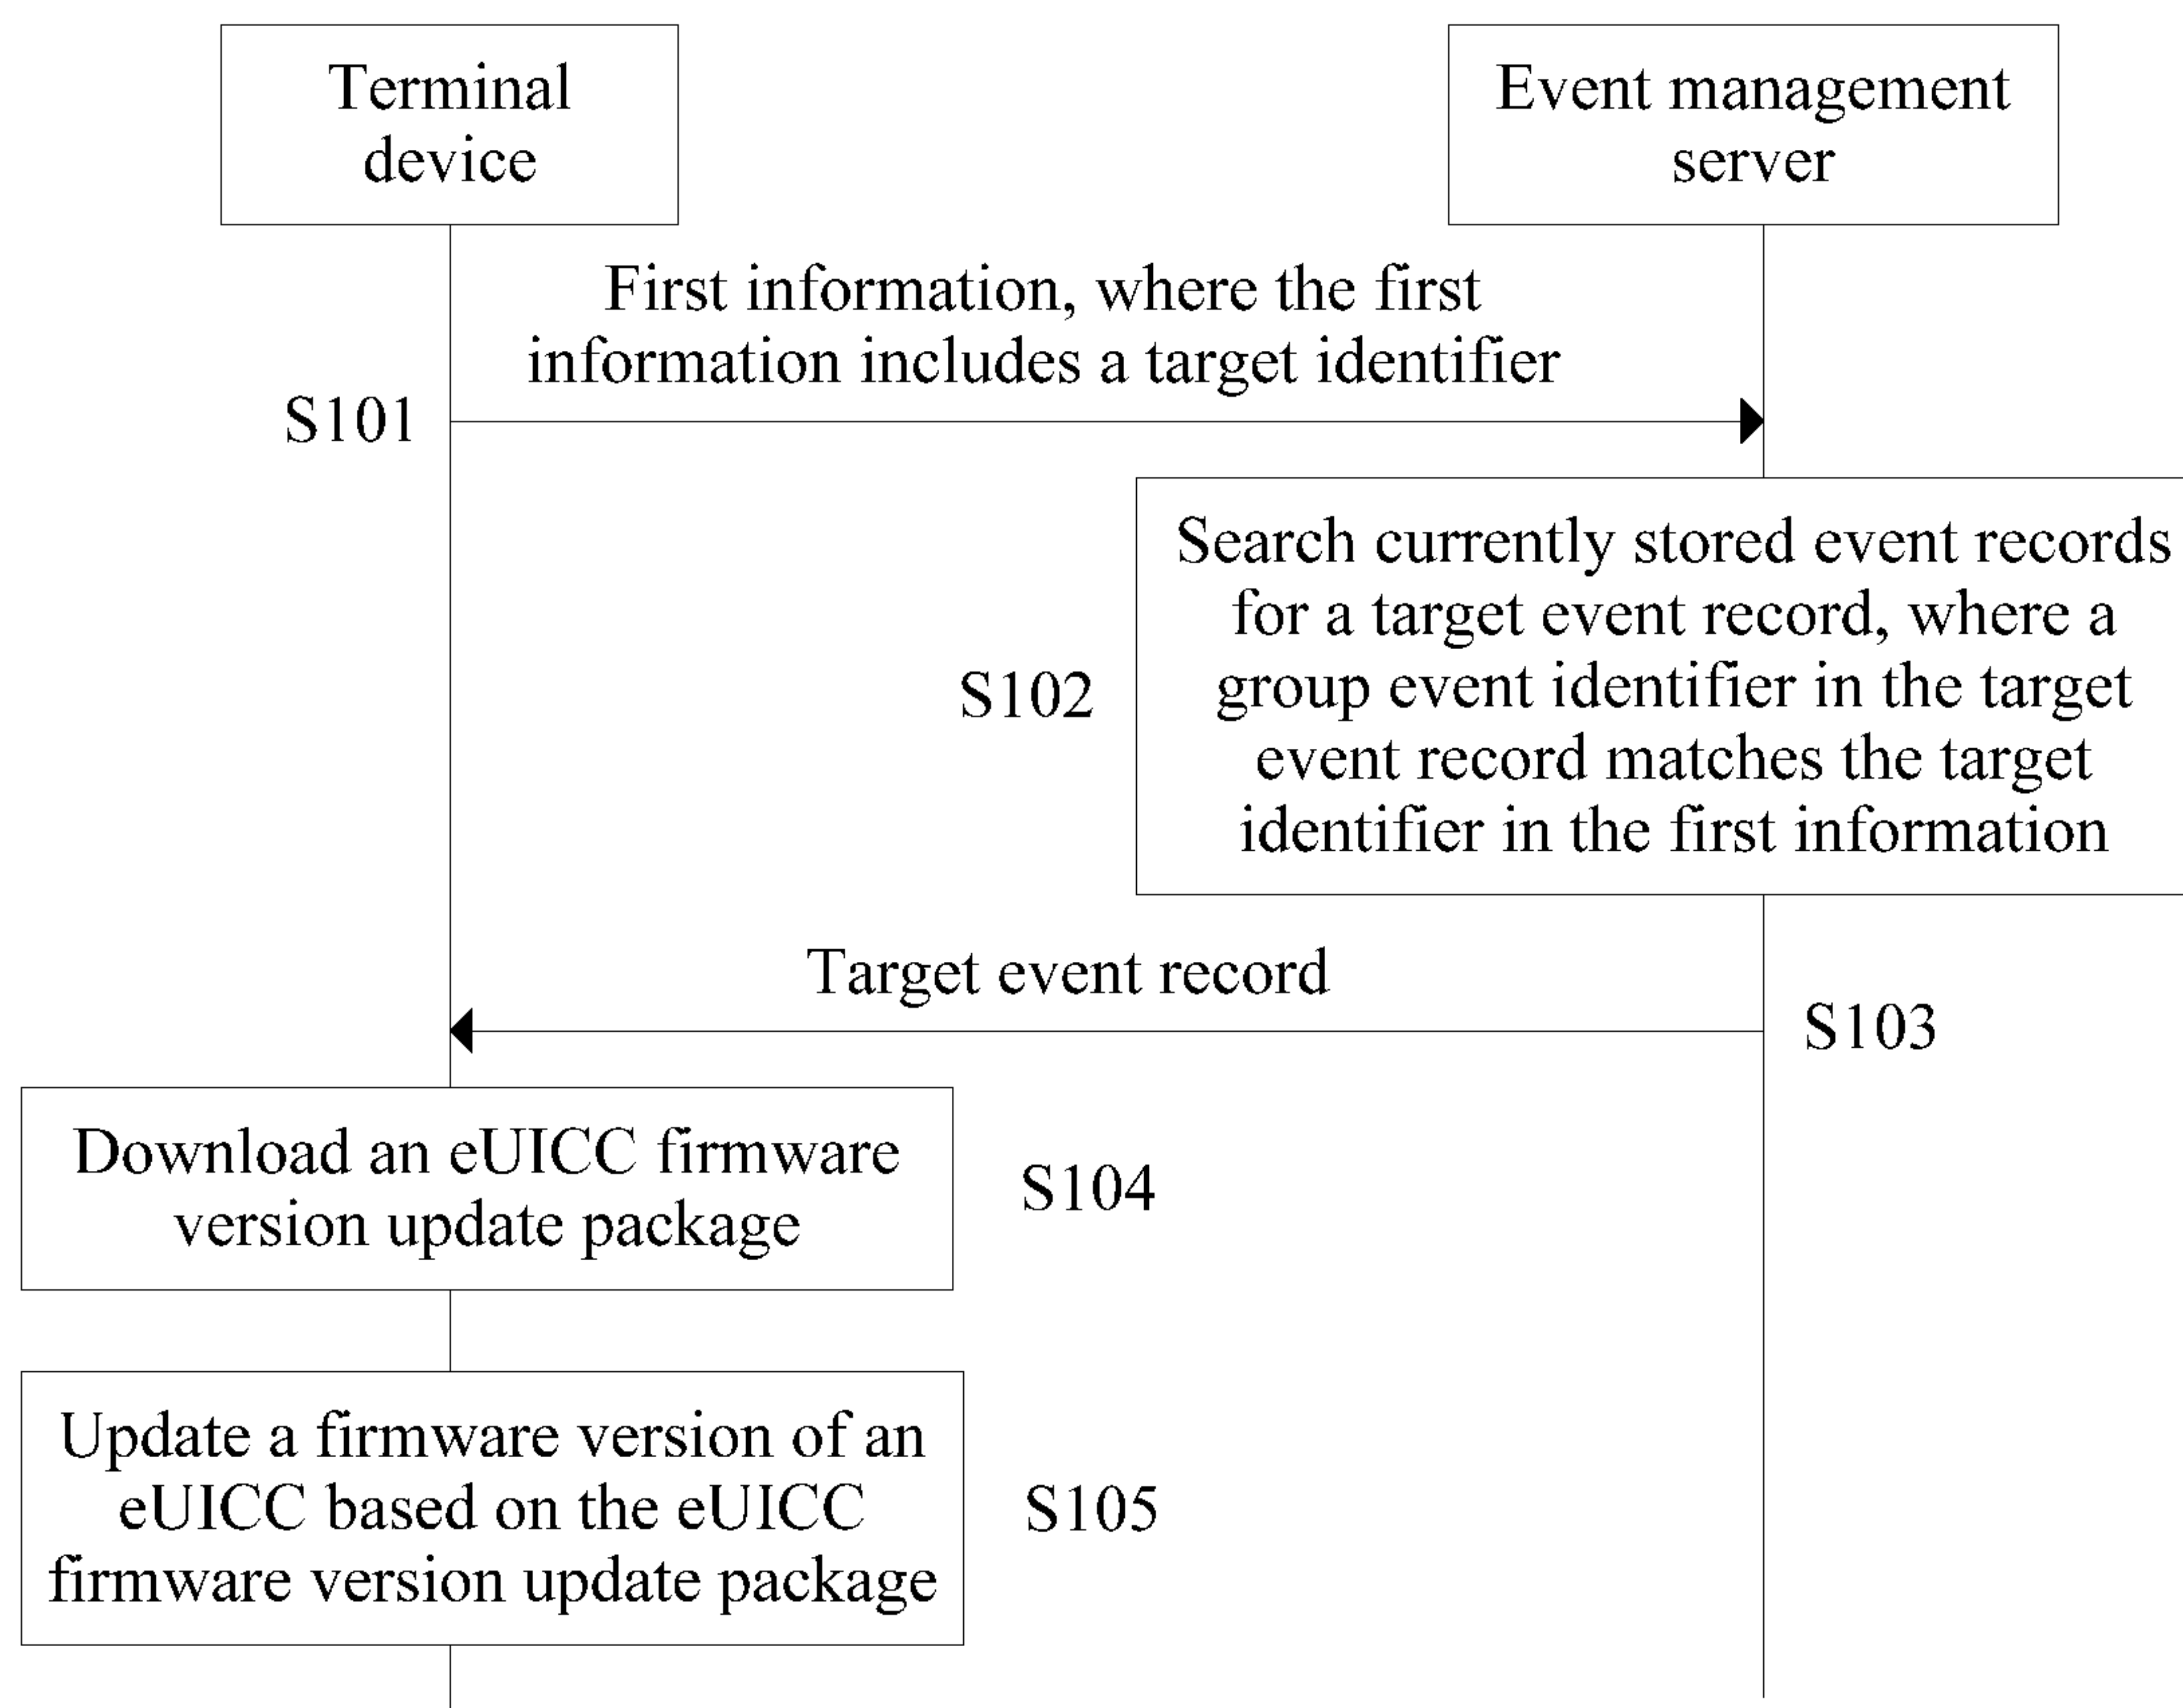 Terminal
device
Event management
server
First information, where the first
information includes a target identifier
S101
Search currently stored event records
for a target event record, where a
group event identifier in the target
event record matches the target
identifier in the first information
S102
Target event record
S103
Download an eUICC firmware
version update package
S104
Update a firmware version of an
eUICC based on the eUICC
firmware version update package
S105